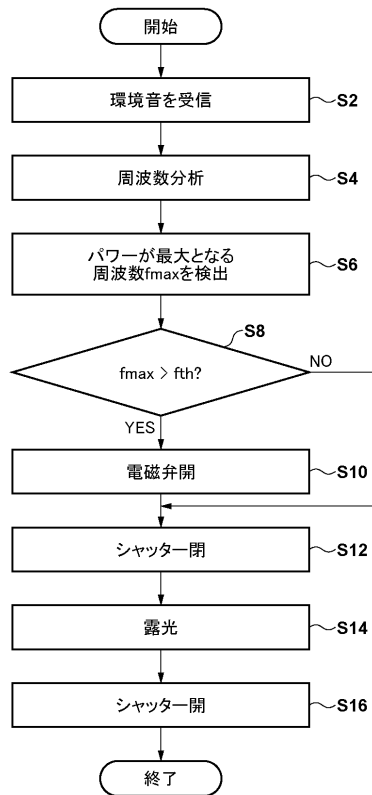 開始
環境音を受信
S2
周波数分析
S4
パワーが最大となる
周波数fmaxを検出
S6
S8
fmax > fth?
NO
YES
電磁弁開
S10
シャッター閉
S12
露光
S14
シャッター開
S16
終了